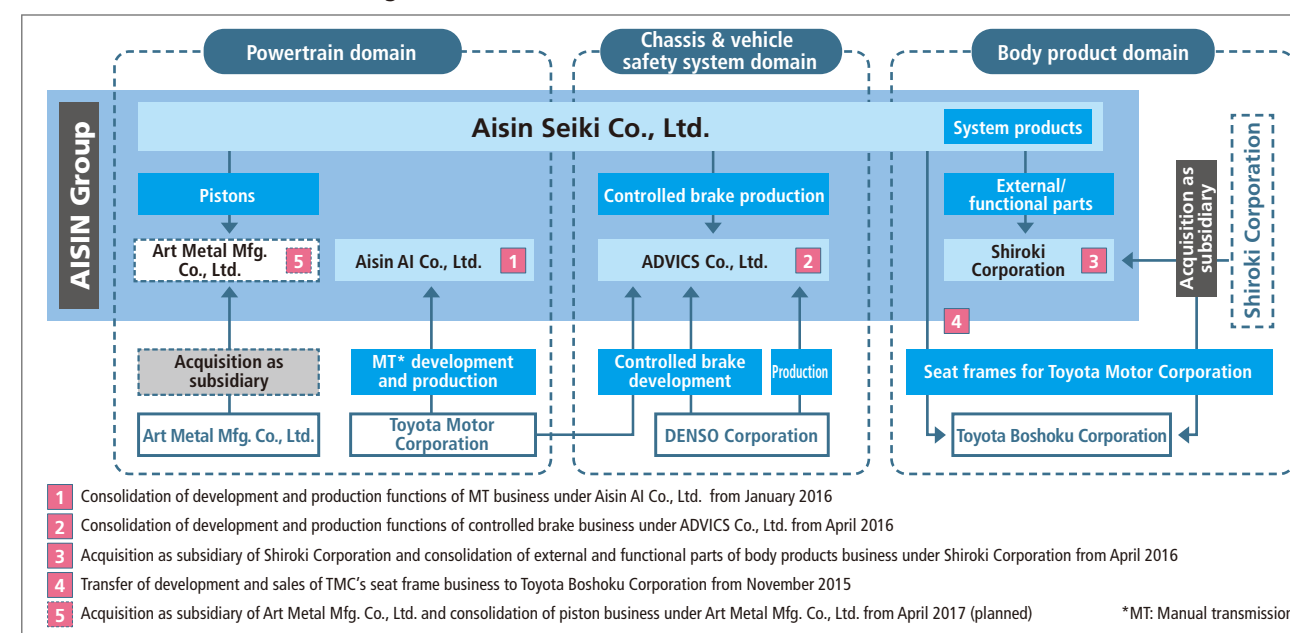 Powertrain domain
Chassis & vehicle
safety system domain
Body product domain
AISIN Group
Aisin Seiki Co., Ltd.
System products
Pistons
Controlled brake production
External/
functional parts
Acquisition as
subsidiary
Shiroki Corporation
Art Metal Mfg.
Co., Ltd.
5
Aisin AI Co., Ltd.
1
ADVICS Co., Ltd.
2
Shiroki
Corporation
3
4
Acquisition as
subsidiary
MT* development
and production
Controlled brake
development
Production
Seat frames for Toyota Motor Corporation
Art Metal Mfg. Co., Ltd.
Toyota Motor
Corporation
DENSO Corporation
Toyota Boshoku Corporation
1 Consolidation of development and production functions of MT business under Aisin AI Co., Ltd. from January 2016
2 Consolidation of development and production functions of controlled brake business under ADVICS Co., Ltd. from April 2016
3 Acquisition as subsidiary of Shiroki Corporation and consolidation of external and functional parts of body products business under Shiroki Corporation from April 2016
4 Transfer of development and sales of TMC's seat frame business to Toyota Boshoku Corporation from November 2015
5 Acquisition as subsidiary of Art Metal Mfg. Co., Ltd. and consolidation of piston business under Art Metal Mfg. Co., Ltd. from April 2017 (planned)
*MT: Manual transmission